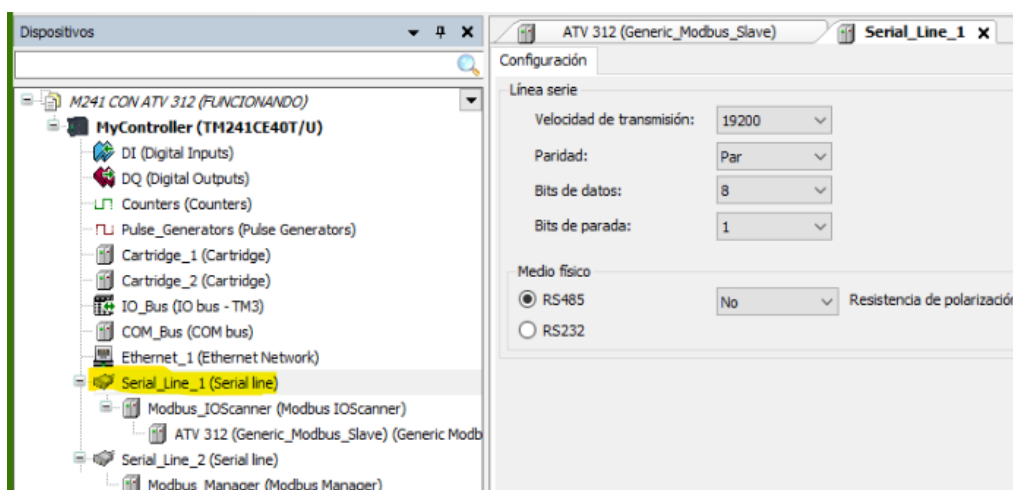 Dispositivos
M241 CON ATV 312 (FUNCIONANDO)
MyController (TM241CE40T/U)
DI (Digital Inputs)
DQ (Digital Outputs)
Counters (Counters)
Pulse_Generators (Pulse Generators)
Cartridge_1 (Cartridge)
Cartridge_2 (Cartridge)
IO_Bus (IO bus - TM3)
COM_Bus (COM bus)
Ethernet_1 (Ethernet Network)
Serial_Line_1 (Serial line)
Modbus_IOScanner (Modbus IOScanner)
ATV 312 (Generic_Modbus_Slave) (Generic Modb
Serial_Line_2 (Serial line)
Modbus_Manager (Modbus Manager)
ATV 312 (Generic_Modbus_Slave) Serial_Line_1
Configuración
Línea serie
Velocidad de transmisión: 19200
Paridad: Par
Bits de datos: 8
Bits de parada: 1
Medio físico
RS485 No Resistencia de polarización
RS232